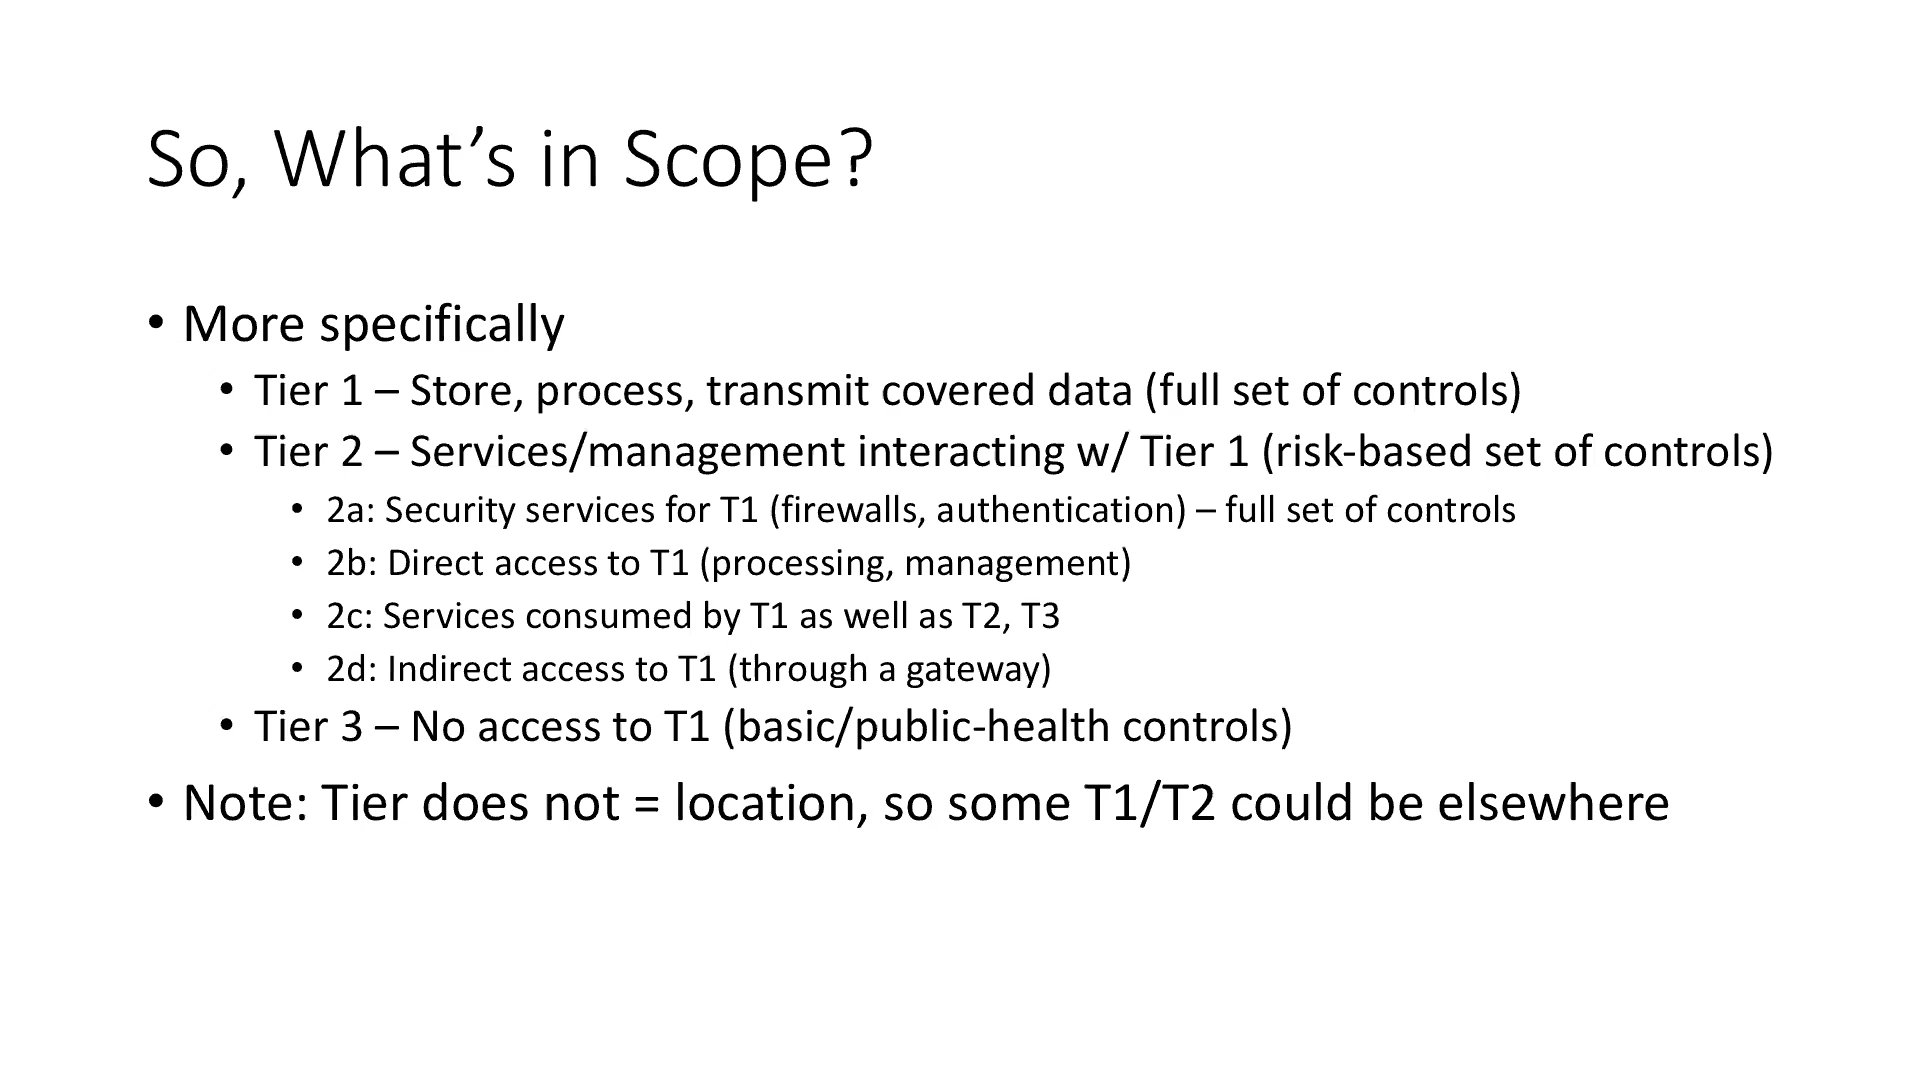 So, What’s in Scope?
• More specifically
• Tier 1 – Store, process, transmit covered data (full set of controls)
• Tier 2 – Services/management interacting w/ Tier 1 (risk-based set of controls)
• 2a: Security services for T1 (firewalls, authentication) – full set of controls
• 2b: Direct access to T1 (processing, management)
• 2c: Services consumed by T1 as well as T2, T3
• 2d: Indirect access to T1 (through a gateway)
• Tier 3 – No access to T1 (basic/public-health controls)
• Note: Tier does not = location, so some T1/T2 could be elsewhere